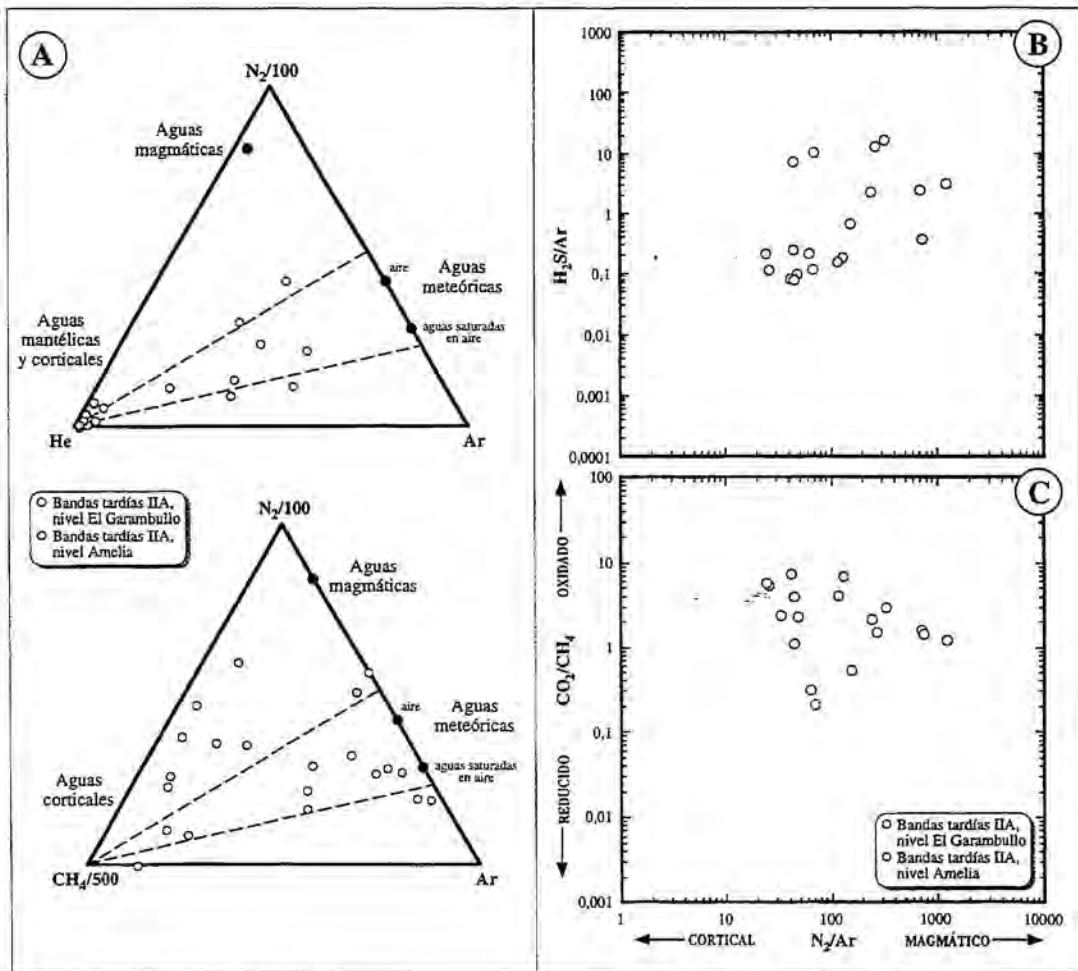 A
N₂/100
Aguas
magmáticas
aire
Aguas
meteóricas
aguas saturadas
en aire
Aguas
mantélicas
y corticales
He
Ar
Bandas tardías IIA,
nivel El Garambullo
Bandas tardías IIA,
nivel Amelia
N₂/100
Aguas
magmáticas
aire
Aguas
meteóricas
aguas saturadas
en aire
Aguas
corticales
CH₄/500
Ar
B
H₂S/Ar
1000
100
10
1
0,1
0,01
0,001
0,0001
C
OXIDADO
CO₂/CH₄
REDUCIDO
100
10
1
0,1
0,01
0,001
Bandas tardías IIA,
nivel El Garambullo
Bandas tardías IIA,
nivel Amelia
1
10
100
1000
10000
CORTICAL
N₂/Ar
MAGMÁTICO